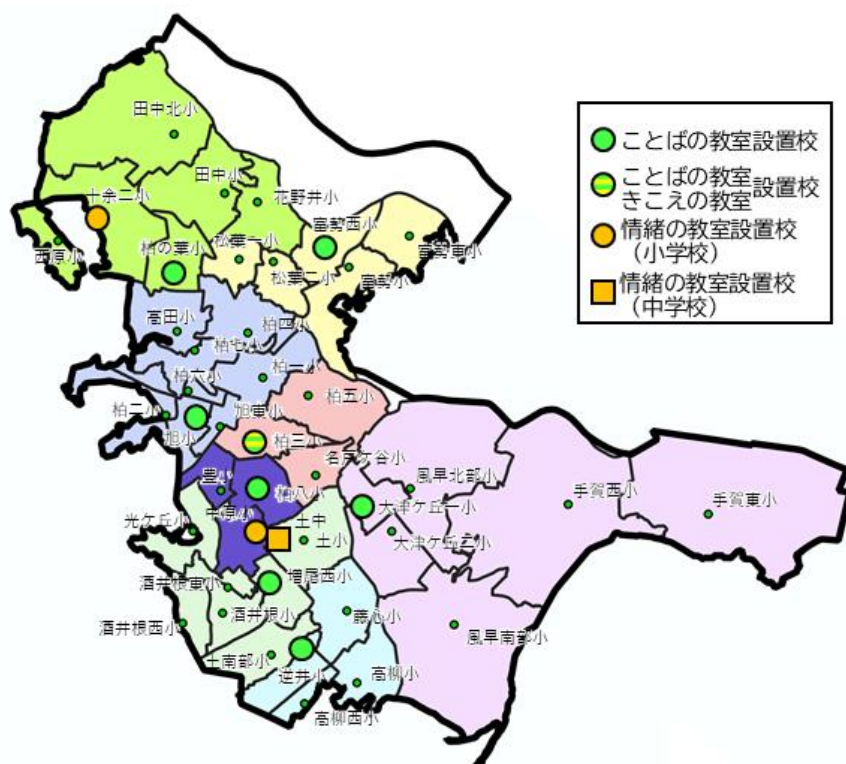 田中北小
田中小
十余二小
花野井小
富勢西小
柏の葉小
松葉一小
富勢東小
西原小
松葉二小
富勢小
高田小
柏四小
柏宅小
柏六小
柏一小
柏二小
旭東小
柏五小
旭小
柏三小
名戸ケ谷小
豊小
風早北部小
柏八小
手賀西小
光ケ丘小
中原小
土中
大津ケ丘一小
手賀東小
土小
大津ケ丘二小
酒井根東小
増尾西小
酒井根西小
酒井根小
藤心小
風早南部小
土南部小
逆井小
高柳小
高柳西小
ことばの教室設置校
ことばの教室
きこえの教室
設置校
情緒の教室設置校
（小学校）
情緒の教室設置校
（中学校）